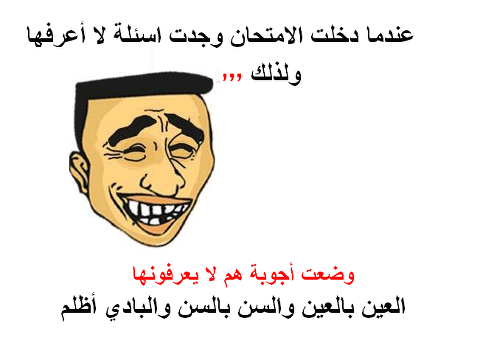 عندما دخلت الامتحان وجدت اسئلة لا أعرفها
ولذلك ,,,
وضعت أجوبة هم لا يعرفونها
العين بالعين والسن بالسن والبادي أظلم